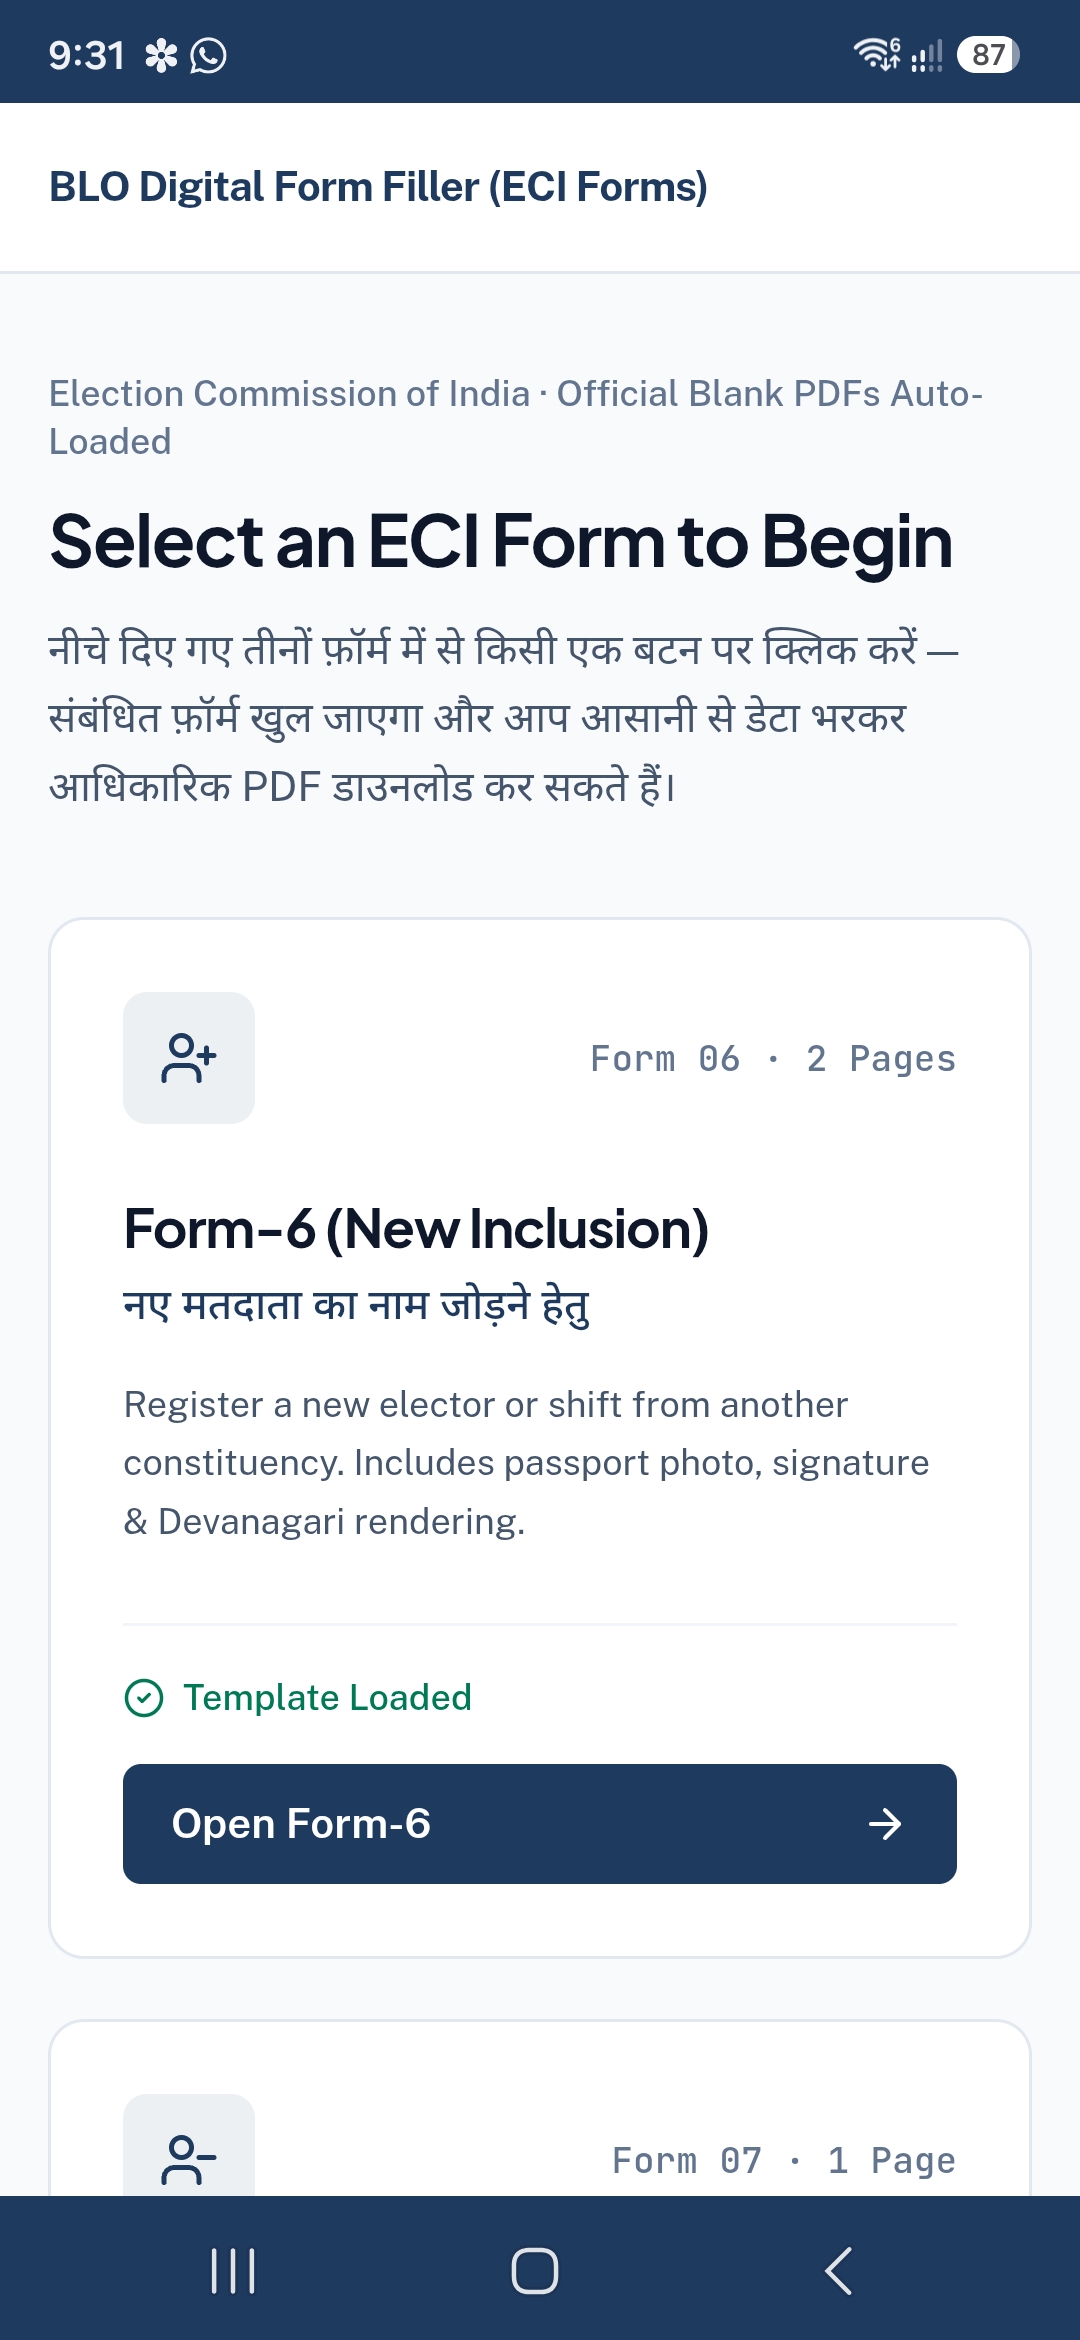 9:31
6
87
BLO Digital Form Filler (ECI Forms)
Election Commission of India · Official Blank PDFs Auto-
Loaded
Select an ECI Form to Begin
नीचे दिए गए तीनों फ़ॉर्म में से किसी एक बटन पर क्लिक करें —
संबंधित फ़ॉर्म खुल जाएगा और आप आसानी से डेटा भरकर
आधिकारिक PDF डाउनलोड कर सकते हैं।
Form 06 · 2 Pages
Form-6 (New Inclusion)
नए मतदाता का नाम जोड़ने हेतु
Register a new elector or shift from another
constituency. Includes passport photo, signature
& Devanagari rendering.
Template Loaded
Open Form-6
Form 07 · 1 Page